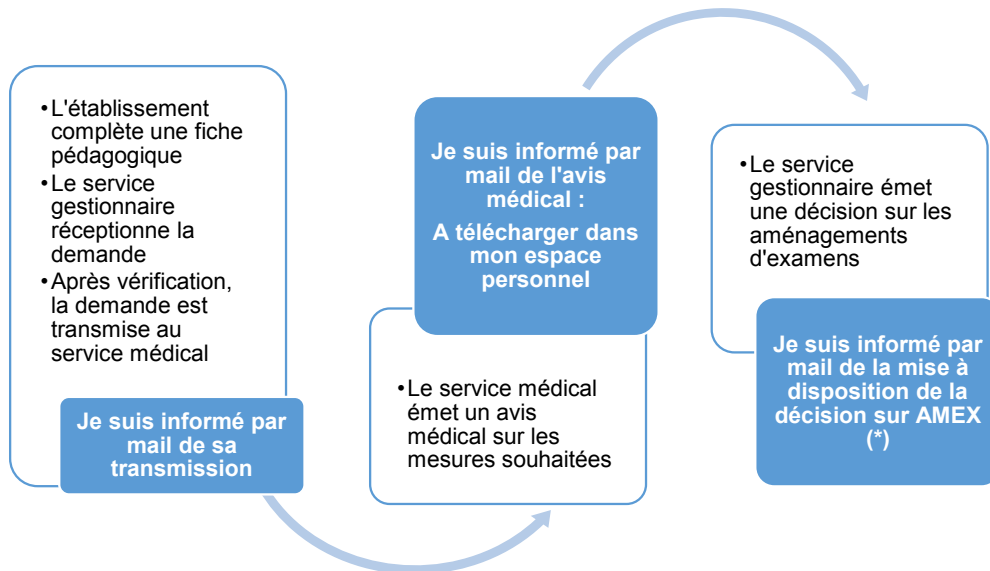 •L'établissement
complète une fiche
pédagogique
•Le service
gestionnaire
réceptionne la
demande
•Après vérification,
la demande est
transmise au
service médical
Je suis informé par
mail de sa
transmission
Je suis informé par
mail de l'avis
médical :
A télécharger dans
mon espace
personnel
•Le service médical
émet un avis
médical sur les
mesures souhaitées
•Le service
gestionnaire émet
une décision sur les
aménagements
d'examens
Je suis informé par
mail de la mise à
disposition de la
décision sur AMEX
(*)